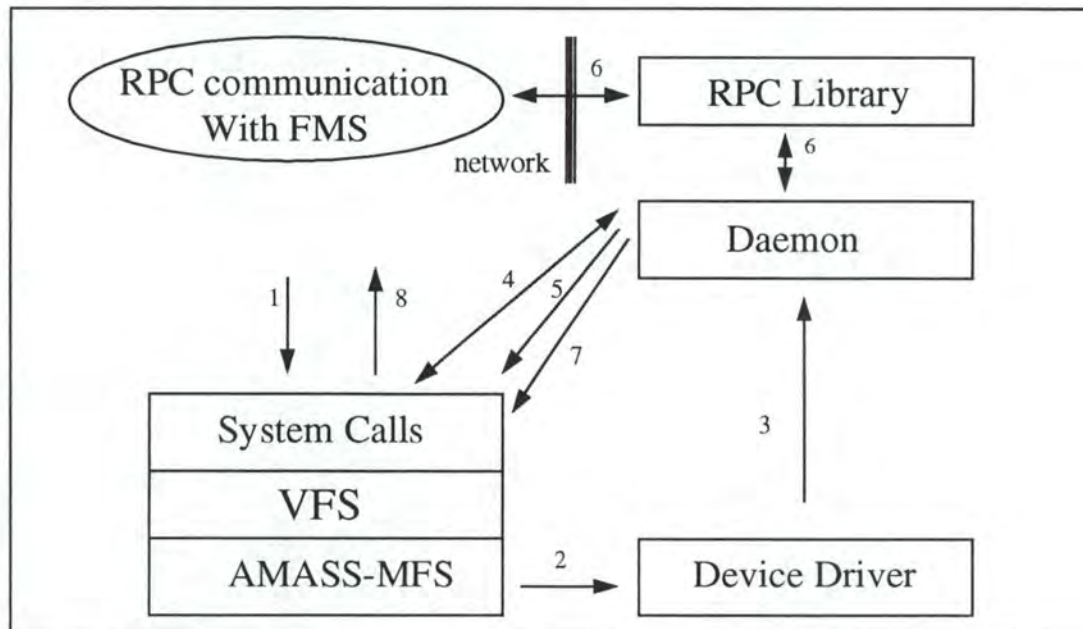 RPC communication
With FMS
6
RPC Library
network
6
Daemon
1
8
4
5
7
System Calls
3
VFS
AMASS-MFS
2
Device Driver